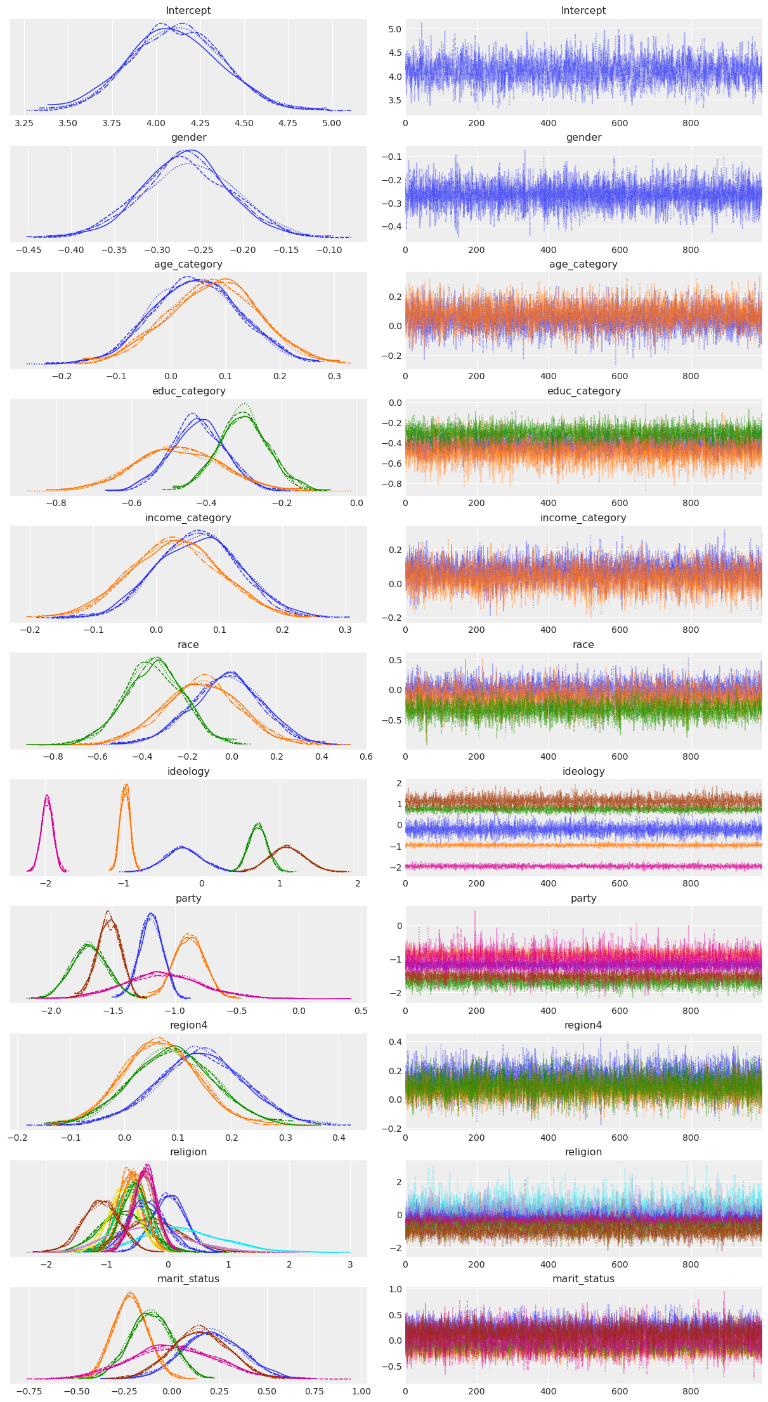 Intercept Intercept
5.0
4.5
4.0
3.5
3.25 3.50 3.75 4.00 4.25 4.50 4.75 5.00 0 200 400 600 800
gender gender
−0.1
−0.2
−0.3
−0.4
−0.45 −0.40 −0.35 −0.30 −0.25 −0.20 −0.15 −0.10 0 200 400 600 800
age_category age_category
0.2
0.0
−0.2
−0.2 −0.1 0.0 0.1 0.2 0.3 0 200 400 600 800
educ_category educ_category
0.0
−0.2
−0.4
−0.6
−0.8
−0.8 −0.6 −0.4 −0.2 0.0 0 200 400 600 800
income_category income_category
0.2
0.0
−0.2
−0.2 −0.1 0.0 0.1 0.2 0.3 0 200 400 600 800
race race
0.5
0.0
−0.5
−0.8 −0.6 −0.4 −0.2 0.0 0.2 0.4 0.6 0 200 400 600 800
ideology ideology
2
1
0
−1
−2
−2 −1 0 1 2 0 200 400 600 800
party party
0
−1
−2
−2.0 −1.5 −1.0 −0.5 0.0 0.5 0 200 400 600 800
region4 region4
0.4
0.2
0.0
−0.2
−0.2 −0.1 0.0 0.1 0.2 0.3 0.4 0 200 400 600 800
religion religion
2
0
−2
−2 −1 0 1 2 3 0 200 400 600 800
marit_status marit_status
1.0
0.5
0.0
−0.5
−0.75 −0.50 −0.25 0.00 0.25 0.50 0.75 1.00 0 200 400 600 800